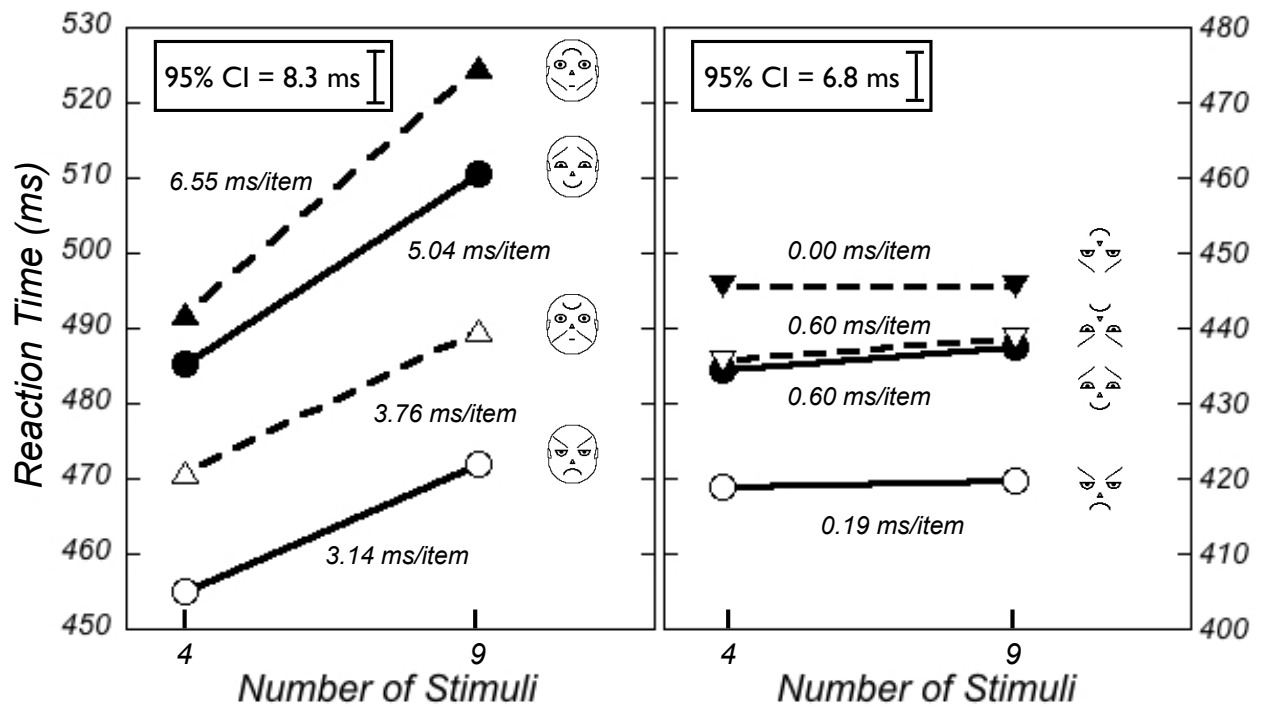 530
520
510
500
490
480
470
460
450
Reaction Time (ms)
95% CI = 8.3 ms
6.55 ms/item
5.04 ms/item
3.76 ms/item
3.14 ms/item
4
9
Number of Stimuli
95% CI = 6.8 ms
0.00 ms/item
0.60 ms/item
0.60 ms/item
0.19 ms/item
4
9
Number of Stimuli
480
470
460
450
440
430
420
410
400